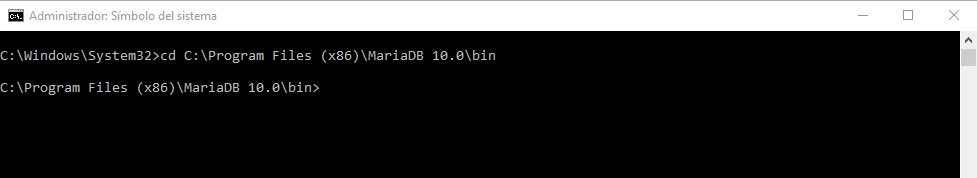 Administrador: Símbolo del sistema
C:\Windows\System32>cd C:\Program Files (x86)\MariaDB 10.0\bin
C:\Program Files (x86)\MariaDB 10.0\bin>